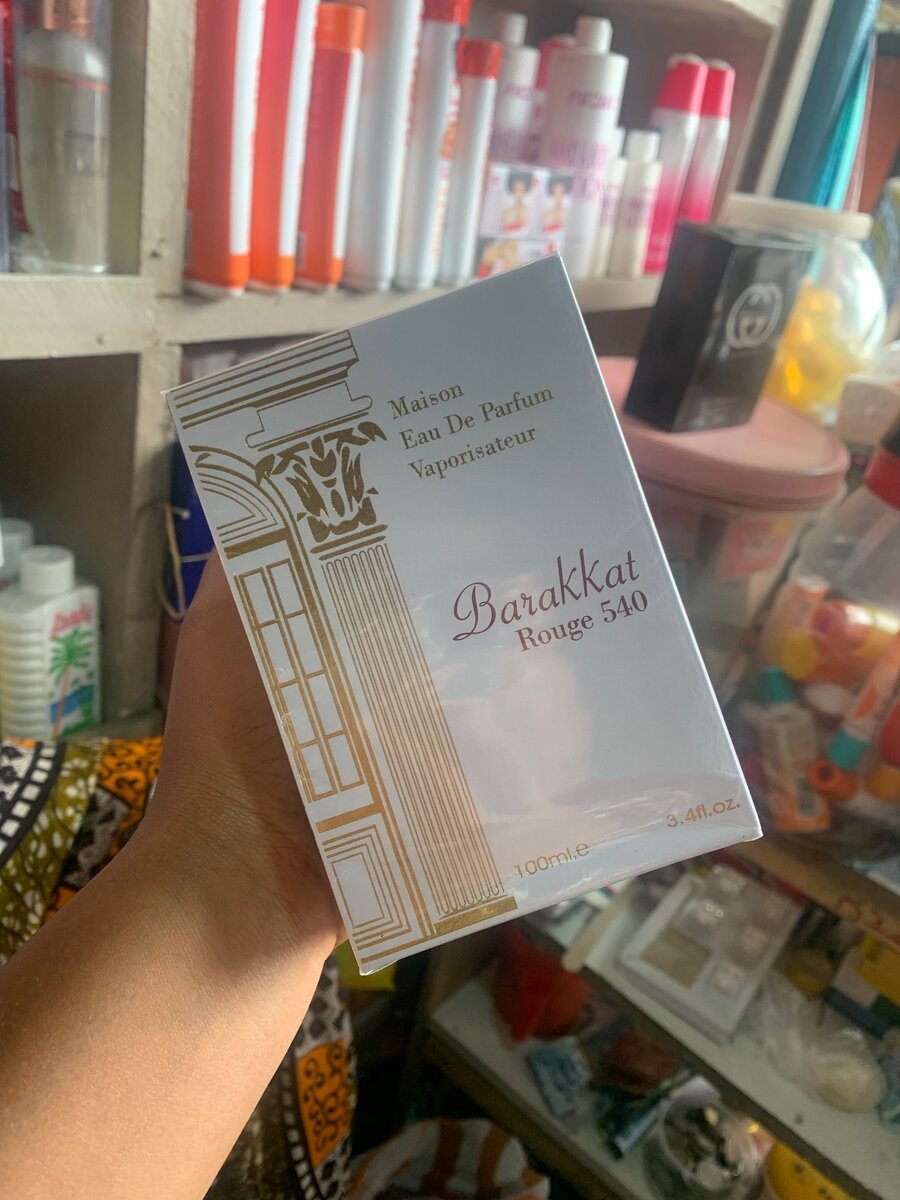 Maison
Eau De Parfum
Vaporisateur
Barakkat
Rouge 540
100ml.e
3.4fl.oz.